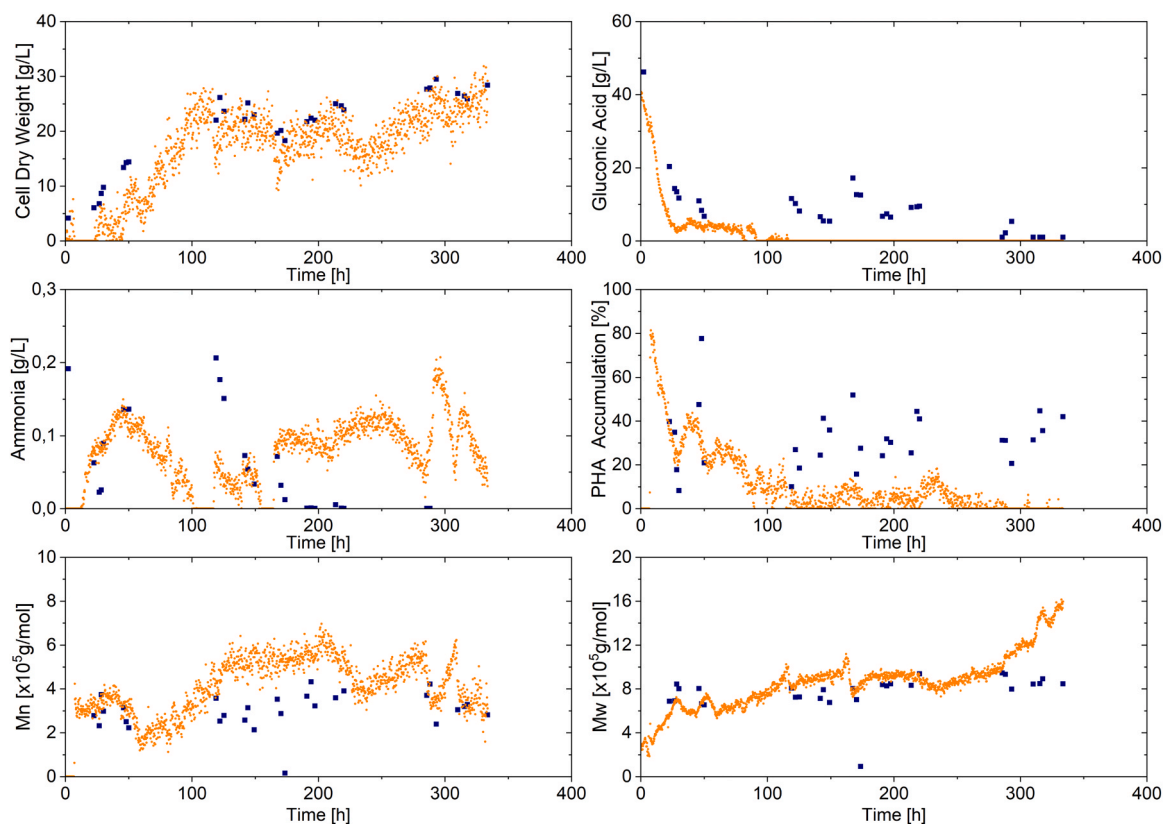 Cell Dry Weight [g/L]
40
30
20
10
0
0 100 200 300 400
Time [h]
Gluconic Acid [g/L]
60
40
20
0
0 100 200 300 400
Time [h]
Ammonia [g/L]
0,3
0,2
0,1
0,0
0 100 200 300 400
Time [h]
PHA Accumulation [%]
100
80
60
40
20
0
0 100 200 300 400
Time [h]
Mn [x10⁵g/mol]
10
8
6
4
2
0
0 100 200 300 400
Time [h]
Mw [x10⁵g/mol]
20
16
12
8
4
0
0 100 200 300 400
Time [h]